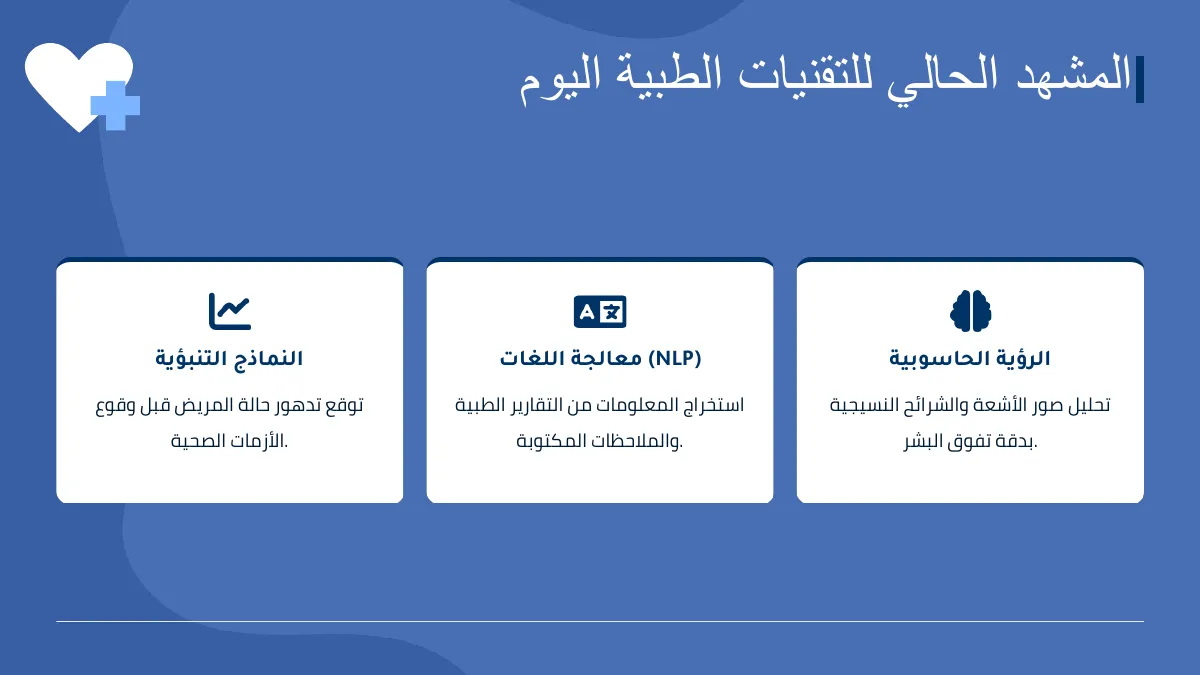 المشهد الحالي للتقنيات الطبية اليوم
الرؤية الحاسوبية
تحليل صور الأشعة والشرائح النسيجية
بدقة تفوق البشر.
معالجة اللغات (NLP)
استخراج المعلومات من التقارير الطبية
والملاحظات المكتوبة.
النماذج التنبؤية
توقع تدهور حالة المريض قبل وقوع
الأزمات الصحية.